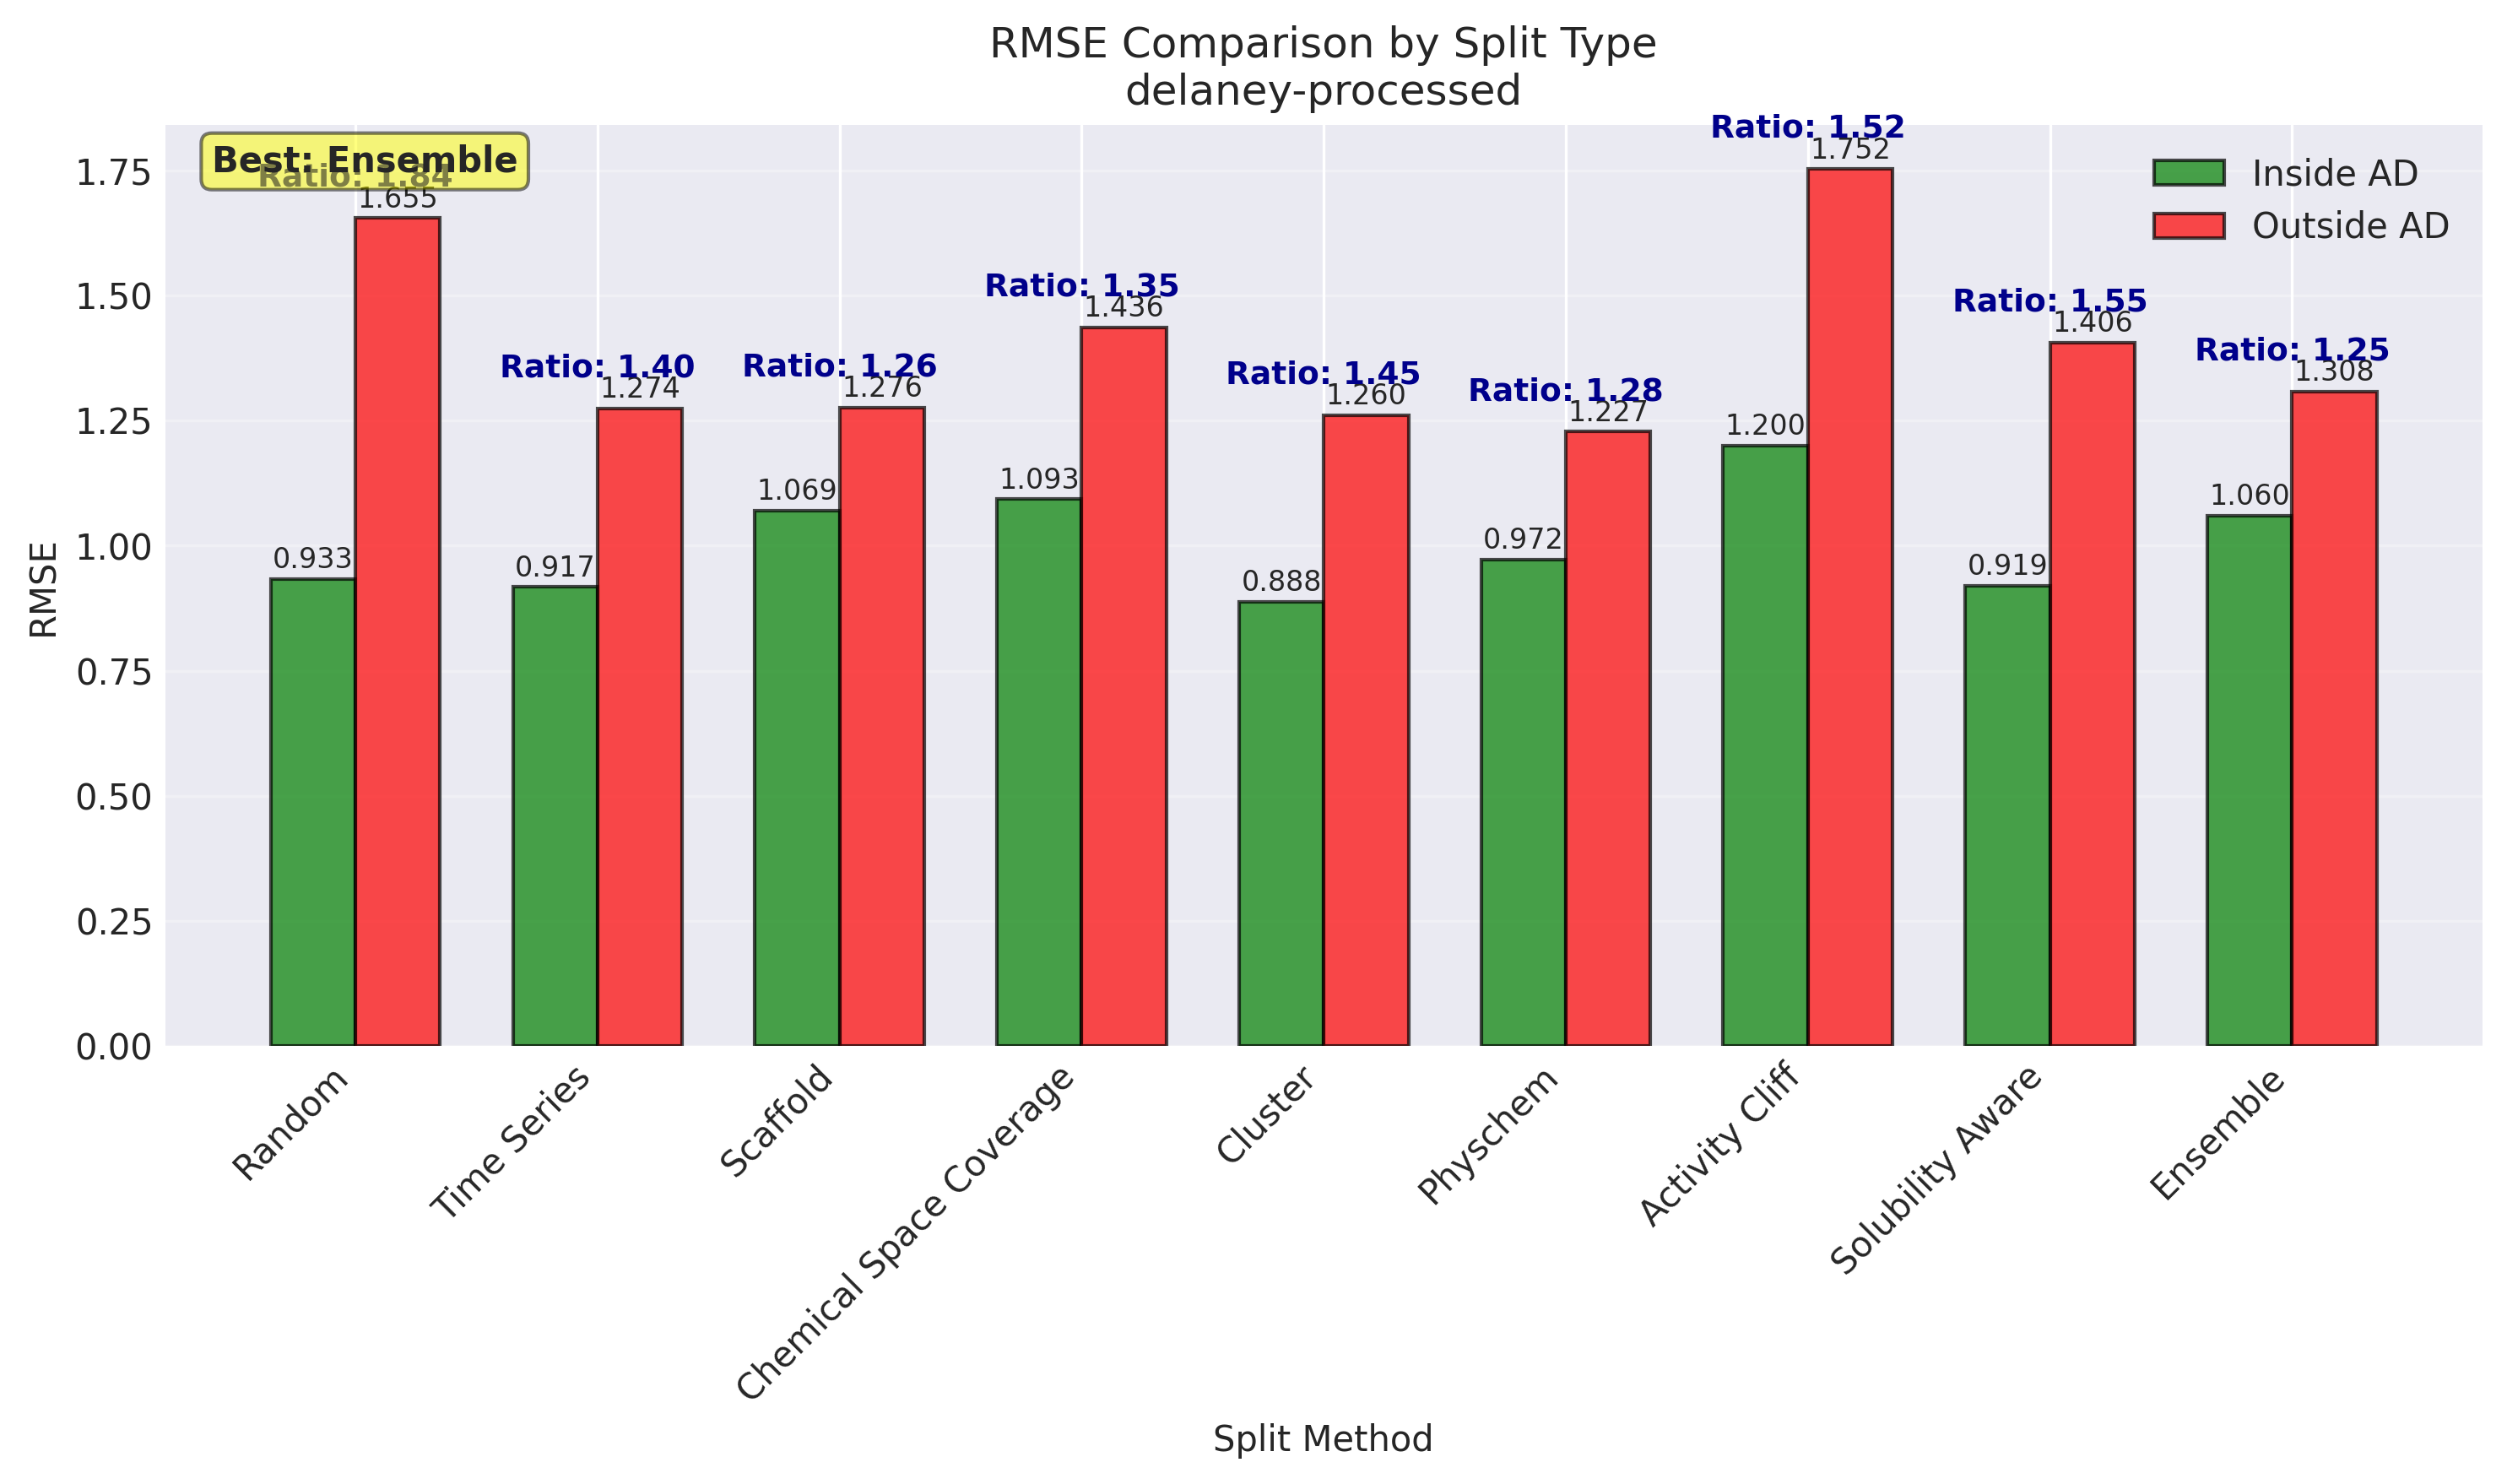 RMSE Comparison by Split Type
delaney-processed
Best: Ensemble
Ratio: 1.84
1.655
Ratio: 1.40
1.274
Ratio: 1.26
1.276
Ratio: 1.35
1.436
Ratio: 1.45
1.260
Ratio: 1.28
1.227
Ratio: 1.52
1.752
Ratio: 1.55
1.406
Ratio: 1.25
1.308
Inside AD
Outside AD
0.933
0.917
1.069
1.093
0.888
0.972
1.200
0.919
1.060
RMSE
1.75
1.50
1.25
1.00
0.75
0.50
0.25
0.00
Random
Time Series
Scaffold
Chemical Space Coverage
Cluster
Physchem
Activity Cliff
Solubility Aware
Ensemble
Split Method